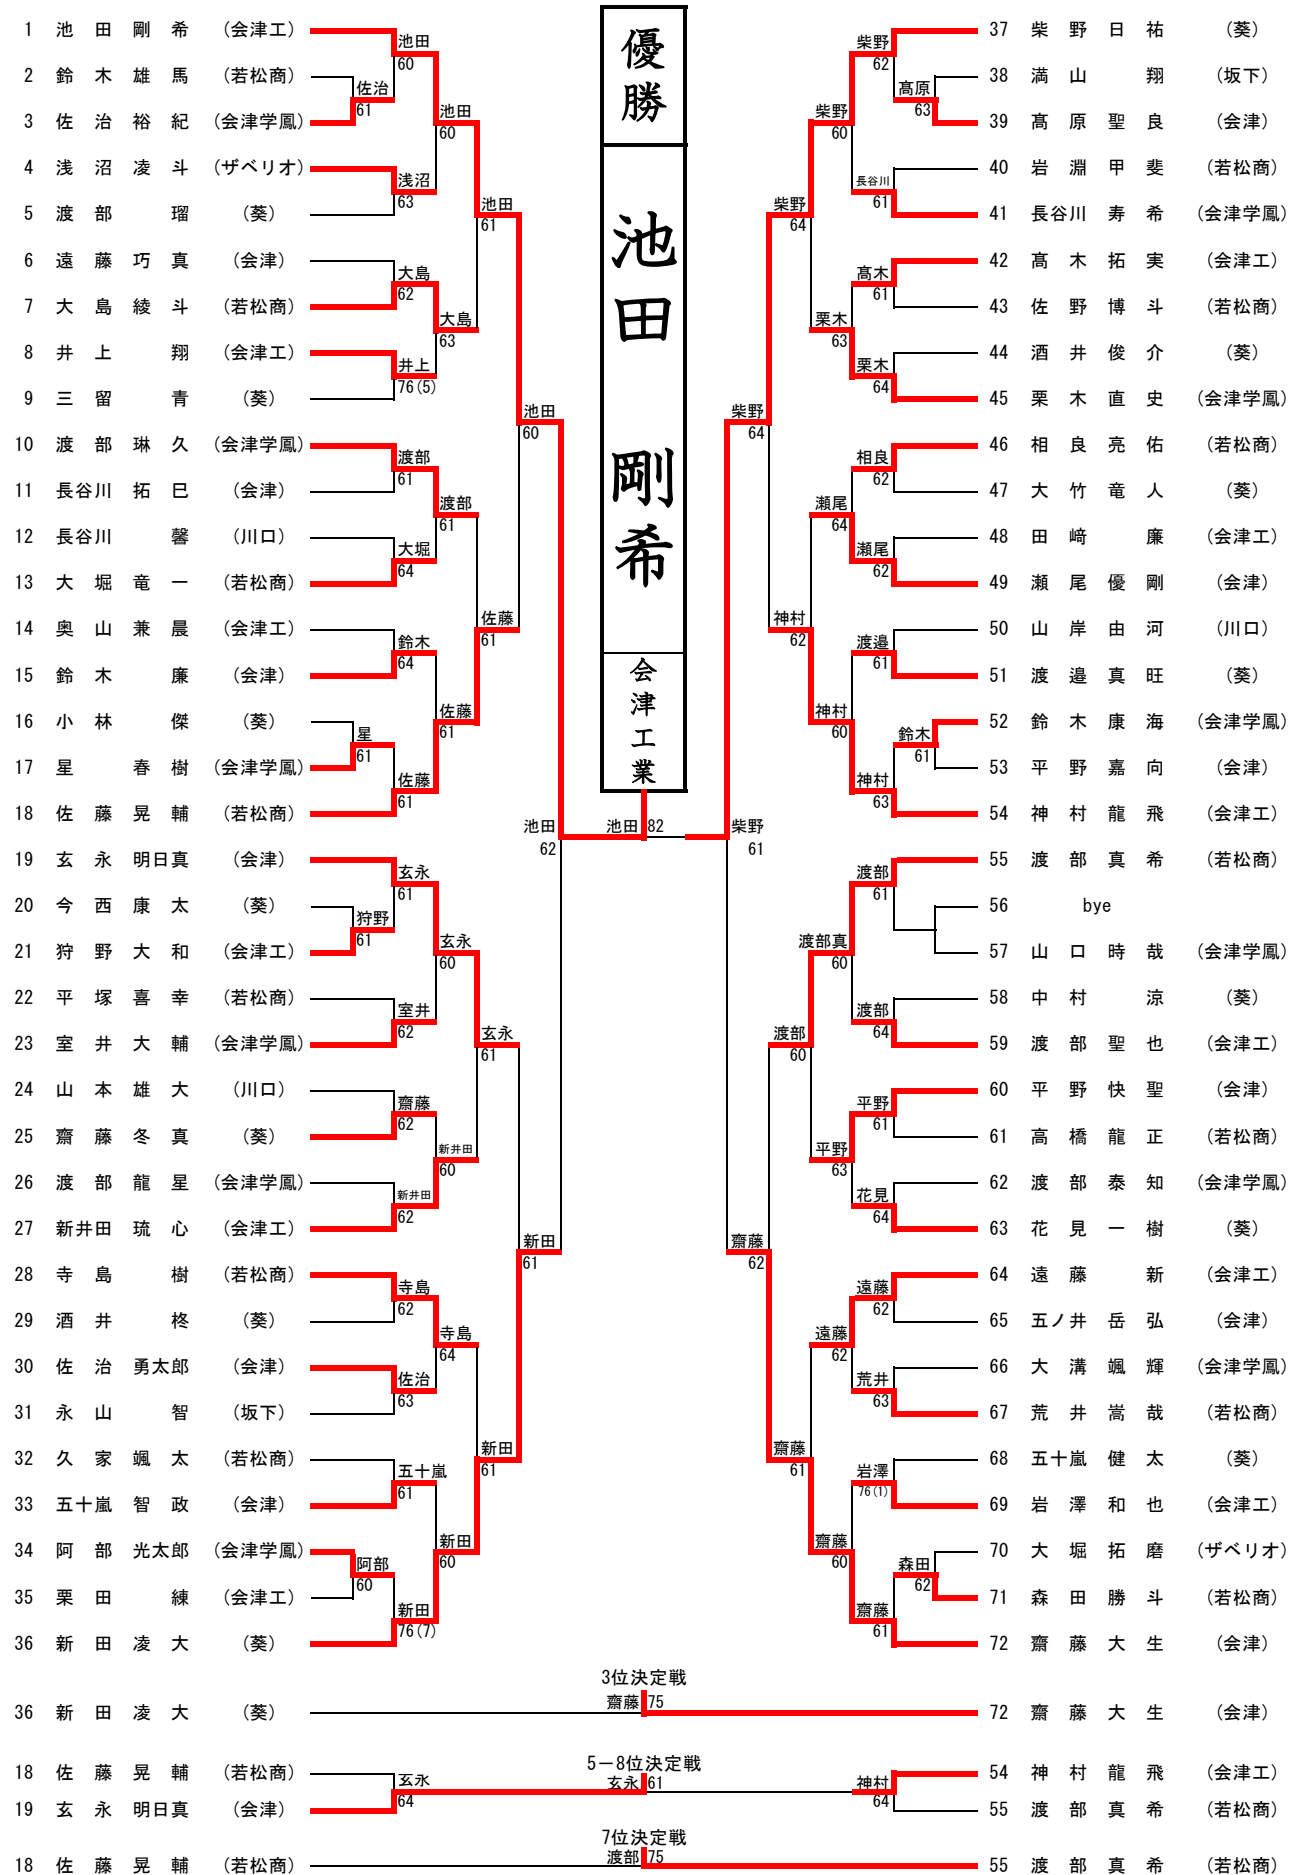 優勝
池田 剛希
会津工業
1 池田剛希 (会津工)
2 鈴木雄馬 (若松商)
3 佐治裕紀 (会津学鳳)
4 浅沼凌斗 (ザベリオ)
5 渡部瑠 (葵)
6 遠藤巧真 (会津)
7 大島綾斗 (若松商)
8 井上翔 (会津工)
9 三留青 (葵)
10 渡部琳久 (会津学鳳)
11 長谷川拓巳 (会津)
12 長谷川馨 (川口)
13 大堀竜一 (若松商)
14 奥山兼晨 (会津工)
15 鈴木廉 (会津)
16 小林傑 (葵)
17 星春樹 (会津学鳳)
18 佐藤晃輔 (若松商)
19 玄永明日真 (会津)
20 今西康太 (葵)
21 狩野大和 (会津工)
22 平塚喜幸 (若松商)
23 室井大輔 (会津学鳳)
24 山本雄大 (川口)
25 齋藤冬真 (葵)
26 渡部龍星 (会津学鳳)
27 新井田琉心 (会津工)
28 寺島樹 (若松商)
29 酒井柊 (葵)
30 佐治勇太郎 (会津)
31 永山智 (坂下)
32 久家颯太 (若松商)
33 五十嵐智政 (会津)
34 阿部光太郎 (会津学鳳)
35 栗田練 (会津工)
36 新田凌大 (葵)
佐治 61
池田 60
浅沼 63
大島 62
井上 76(5)
渡部 61
大堀 64
鈴木 64
星 61
佐藤 61
玄永 61
狩野 61
室井 62
齋藤 62
新井田 62
寺島 62
佐治 63
五十嵐 61
阿部 60
新田 76(7)
池田 60
大島 63
渡部 61
佐藤 61
玄永 60
新井田 60
寺島 64
新田 60
池田 61
佐藤 61
玄永 61
新田 61
池田 60
新田 61
池田 62
池田 82
柴野 61
柴野 64
齋藤 62
柴野 64
神村 62
渡部 60
齋藤 61
柴野 60
栗木 63
瀬尾 64
神村 60
渡部真 60
平野 63
遠藤 62
齋藤 60
柴野 62
髙原 63
長谷川 61
髙木 61
栗木 64
相良 62
瀬尾 62
渡邉 61
鈴木 61
神村 63
渡部 61
渡部 64
平野 61
花見 64
遠藤 62
荒井 63
岩澤 76(1)
森田 62
齋藤 61
37 柴野日祐 (葵)
38 満山翔 (坂下)
39 髙原聖良 (会津)
40 岩淵甲斐 (若松商)
41 長谷川寿希 (会津学鳳)
42 髙木拓実 (会津工)
43 佐野博斗 (若松商)
44 酒井俊介 (葵)
45 栗木直史 (会津学鳳)
46 相良亮佑 (若松商)
47 大竹竜人 (葵)
48 田﨑廉 (会津工)
49 瀬尾優剛 (会津)
50 山岸由河 (川口)
51 渡邉真旺 (葵)
52 鈴木康海 (会津学鳳)
53 平野嘉向 (会津)
54 神村龍飛 (会津工)
55 渡部真希 (若松商)
56 bye
57 山口時哉 (会津学鳳)
58 中村涼 (葵)
59 渡部聖也 (会津工)
60 平野快聖 (会津)
61 高橋龍正 (若松商)
62 渡部泰知 (会津学鳳)
63 花見一樹 (葵)
64 遠藤新 (会津工)
65 五ノ井岳弘 (会津)
66 大溝颯輝 (会津学鳳)
67 荒井嵩哉 (若松商)
68 五十嵐健太 (葵)
69 岩澤和也 (会津工)
70 大堀拓磨 (ザベリオ)
71 森田勝斗 (若松商)
72 齋藤大生 (会津)
3位決定戦
36 新田凌大 (葵)
齋藤 75
72 齋藤大生 (会津)
5－8位決定戦
18 佐藤晃輔 (若松商)
19 玄永明日真 (会津)
玄永 64
玄永 61
神村 64
54 神村龍飛 (会津工)
55 渡部真希 (若松商)
7位決定戦
18 佐藤晃輔 (若松商)
渡部 75
55 渡部真希 (若松商)